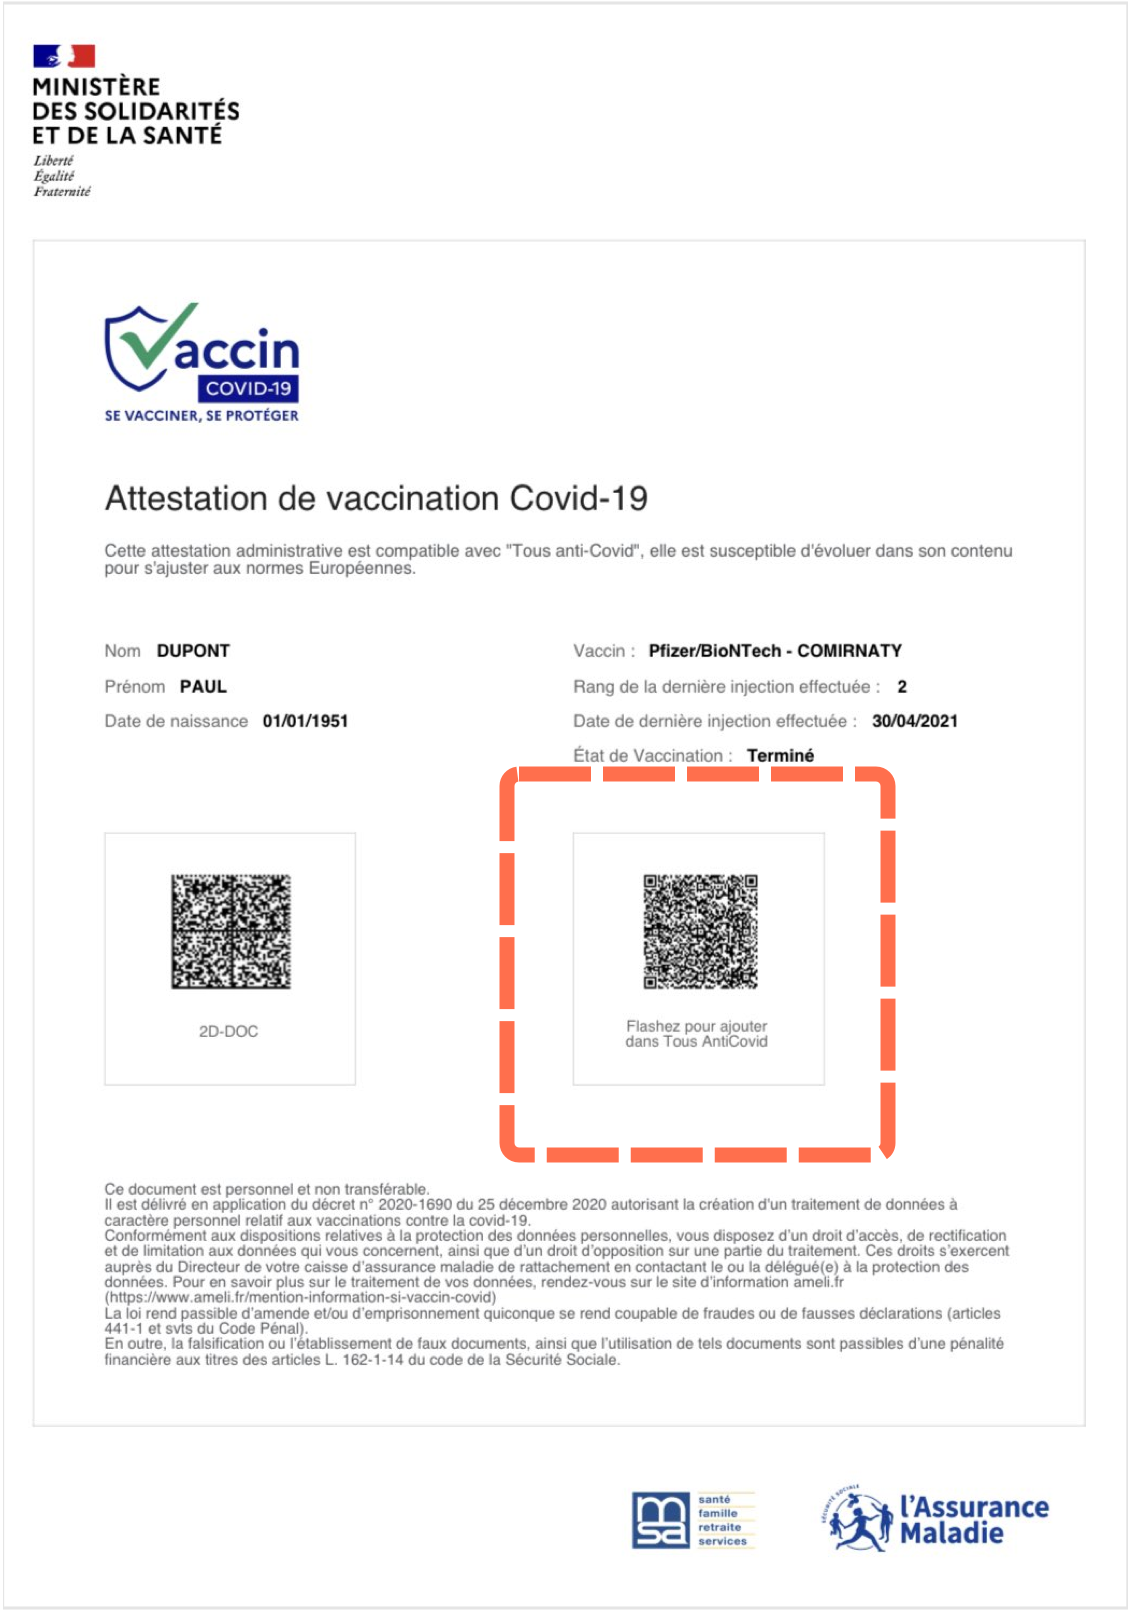 MINISTÈRE
DES SOLIDARITÉS
ET DE LA SANTÉ
Liberté
Égalité
Fraternité
Vaccin
COVID-19
SE VACCINER, SE PROTÉGER
Attestation de vaccination Covid-19
Cette attestation administrative est compatible avec "Tous anti-Covid", elle est susceptible d'évoluer dans son contenu
pour s'ajuster aux normes Européennes.
Nom DUPONT
Prénom PAUL
Date de naissance 01/01/1951
Vaccin : Pfizer/BioNTech - COMIRNATY
Rang de la dernière injection effectuée : 2
Date de dernière injection effectuée : 30/04/2021
État de Vaccination : Terminé
2D-DOC
Flashez pour ajouter
dans Tous AntiCovid
Ce document est personnel et non transférable.
Il est délivré en application du décret n° 2020-1690 du 25 décembre 2020 autorisant la création d'un traitement de données à
caractère personnel relatif aux vaccinations contre la covid-19.
Conformément aux dispositions relatives à la protection des données personnelles, vous disposez d'un droit d'accès, de rectification
et de limitation aux données qui vous concernent, ainsi que d'un droit d'opposition sur une partie du traitement. Ces droits s'exercent
auprès du Directeur de votre caisse d'assurance maladie de rattachement en contactant le ou la délégué(e) à la protection des
données. Pour en savoir plus sur le traitement de vos données, rendez-vous sur le site d'information ameli.fr
(https://www.ameli.fr/mention-information-si-vaccin-covid)
La loi rend passible d'amende et/ou d'emprisonnement quiconque se rend coupable de fraudes ou de fausses déclarations (articles
441-1 et svts du Code Pénal).
En outre, la falsification ou l'établissement de faux documents, ainsi que l'utilisation de tels documents sont passibles d'une pénalité
financière aux titres des articles L. 162-1-14 du code de la Sécurité Sociale.
msa
santé
famille
retraite
services
SÉCURITÉ SOCIALE
l'Assurance
Maladie